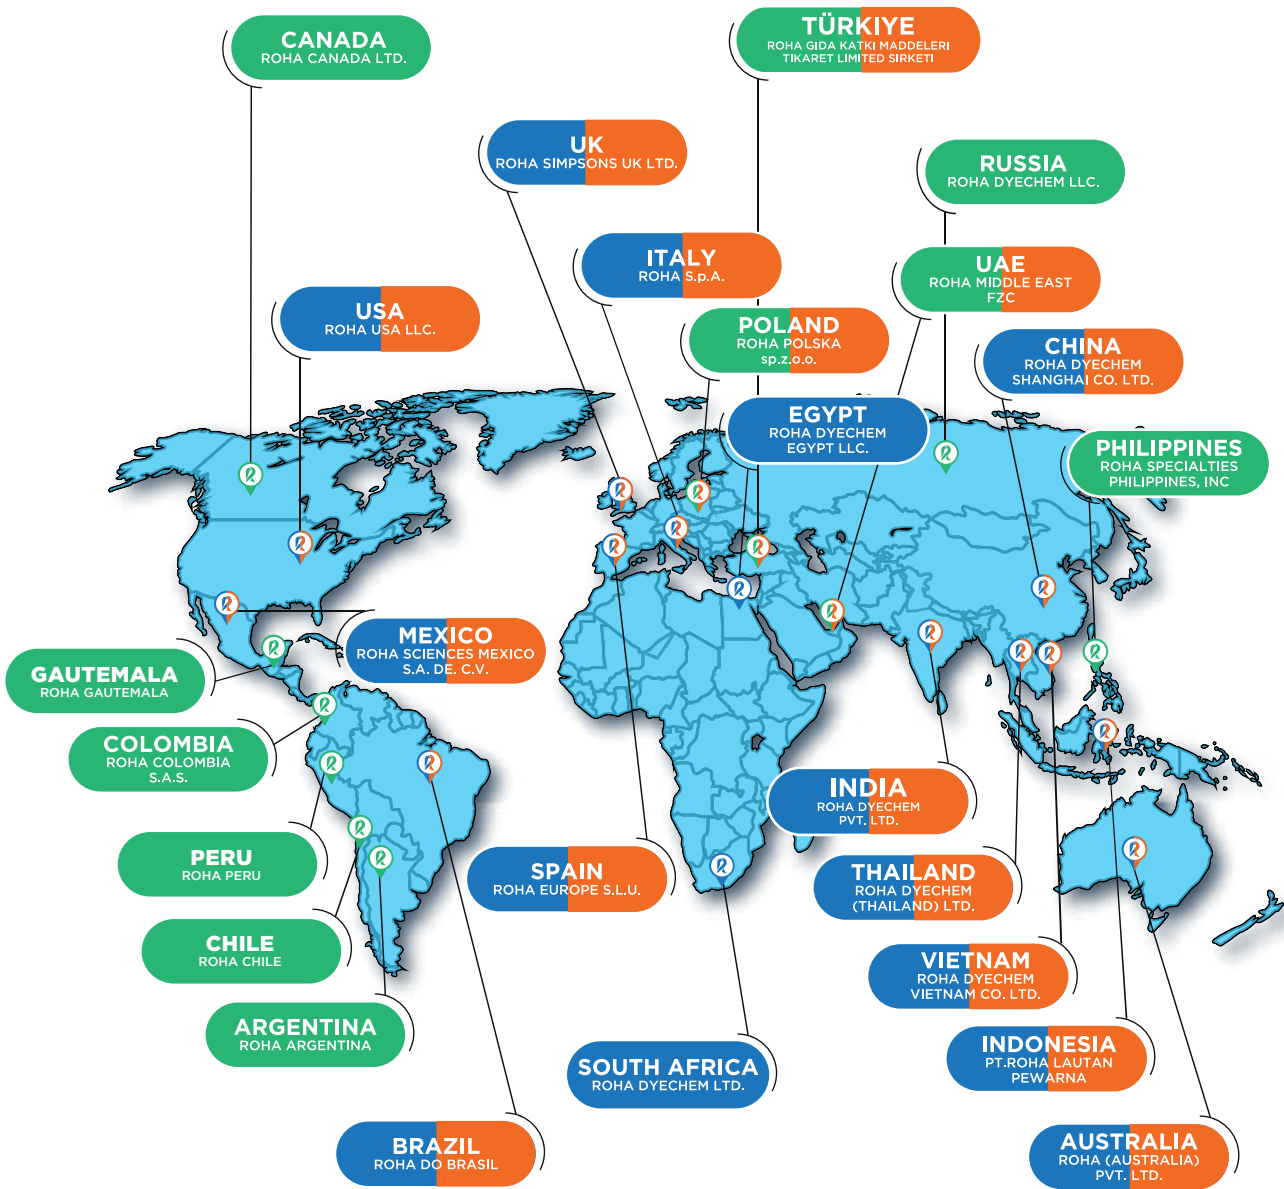 CANADA
ROHA CANADA LTD.
TÜRKIYE
ROHA GIDA KATKI MADDELERI
TIKARET LIMITED SIRKETI
UK
ROHA SIMPSONS UK LTD.
RUSSIA
ROHA DYECHEM LLC.
ITALY
ROHA S.p.A.
UAE
ROHA MIDDLE EAST
FZC
USA
ROHA USA LLC.
POLAND
ROHA POLSKA
sp.z.o.o.
CHINA
ROHA DYECHEM
SHANGHAI CO. LTD.
EGYPT
ROHA DYECHEM
EGYPT LLC.
PHILIPPINES
ROHA SPECIALTIES
PHILIPPINES, INC
MEXICO
ROHA SCIENCES MEXICO
S.A. DE. C.V.
GAUTEMALA
ROHA GAUTEMALA
COLOMBIA
ROHA COLOMBIA
S.A.S.
INDIA
ROHA DYECHEM
PVT. LTD.
PERU
ROHA PERU
SPAIN
ROHA EUROPE S.L.U.
THAILAND
ROHA DYECHEM
(THAILAND) LTD.
CHILE
ROHA CHILE
VIETNAM
ROHA DYECHEM
VIETNAM CO. LTD.
ARGENTINA
ROHA ARGENTINA
INDONESIA
PT.ROHA LAUTAN
PEWARNA
SOUTH AFRICA
ROHA DYECHEM LTD.
BRAZIL
ROHA DO BRASIL
AUSTRALIA
ROHA (AUSTRALIA)
PVT. LTD.